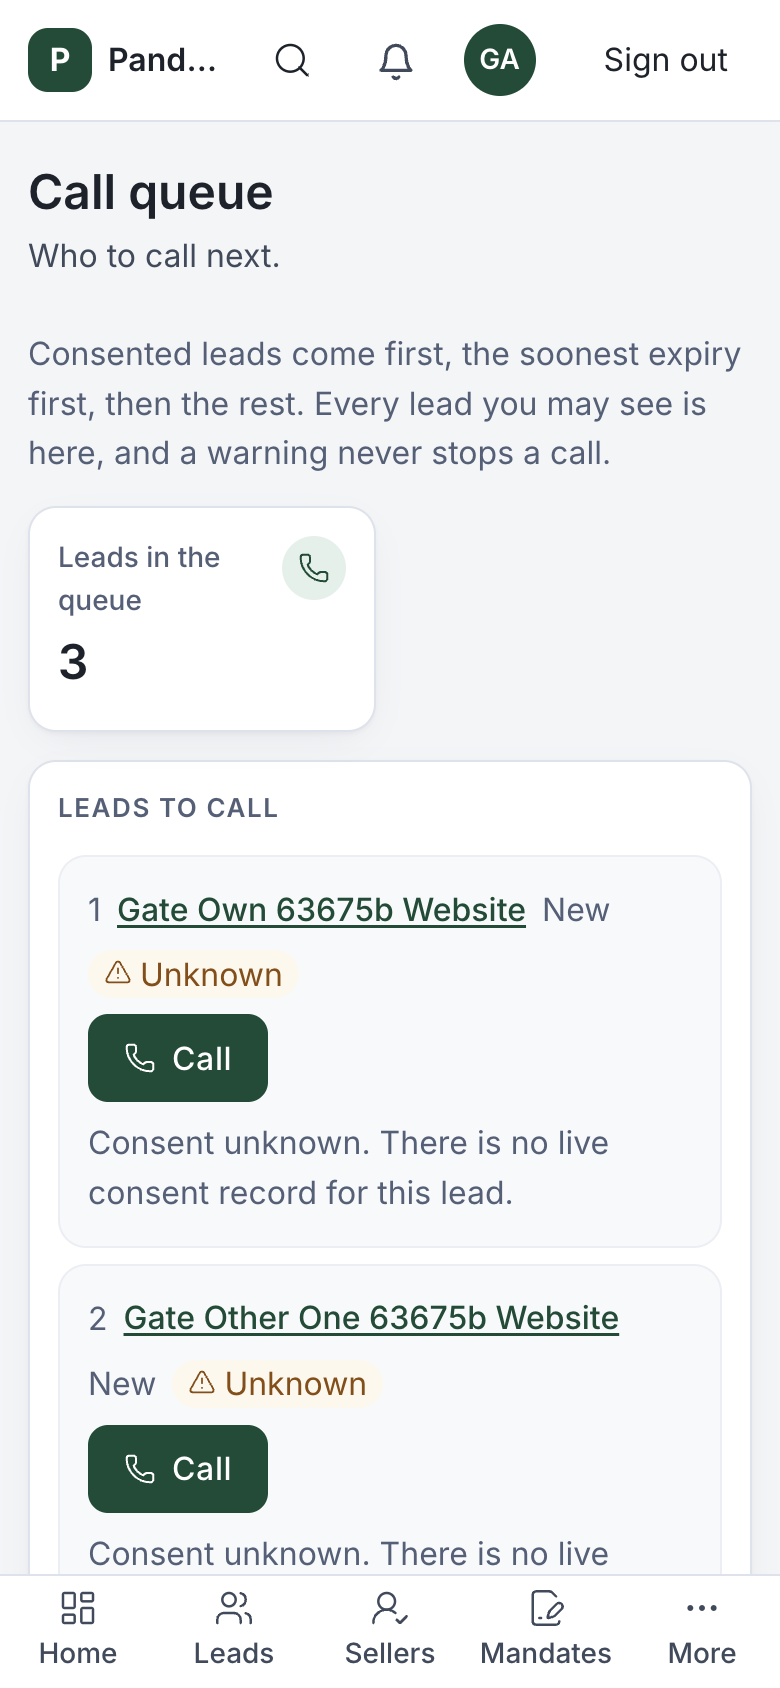 P Pand... GA Sign out
Call queue
Who to call next.
Consented leads come first, the soonest expiry
first, then the rest. Every lead you may see is
here, and a warning never stops a call.
Leads in the
queue
3
LEADS TO CALL
1 Gate Own 63675b Website New
Unknown
Call
Consent unknown. There is no live
consent record for this lead.
2 Gate Other One 63675b Website
New Unknown
Call
Consent unknown. There is no live
Home Leads Sellers Mandates More